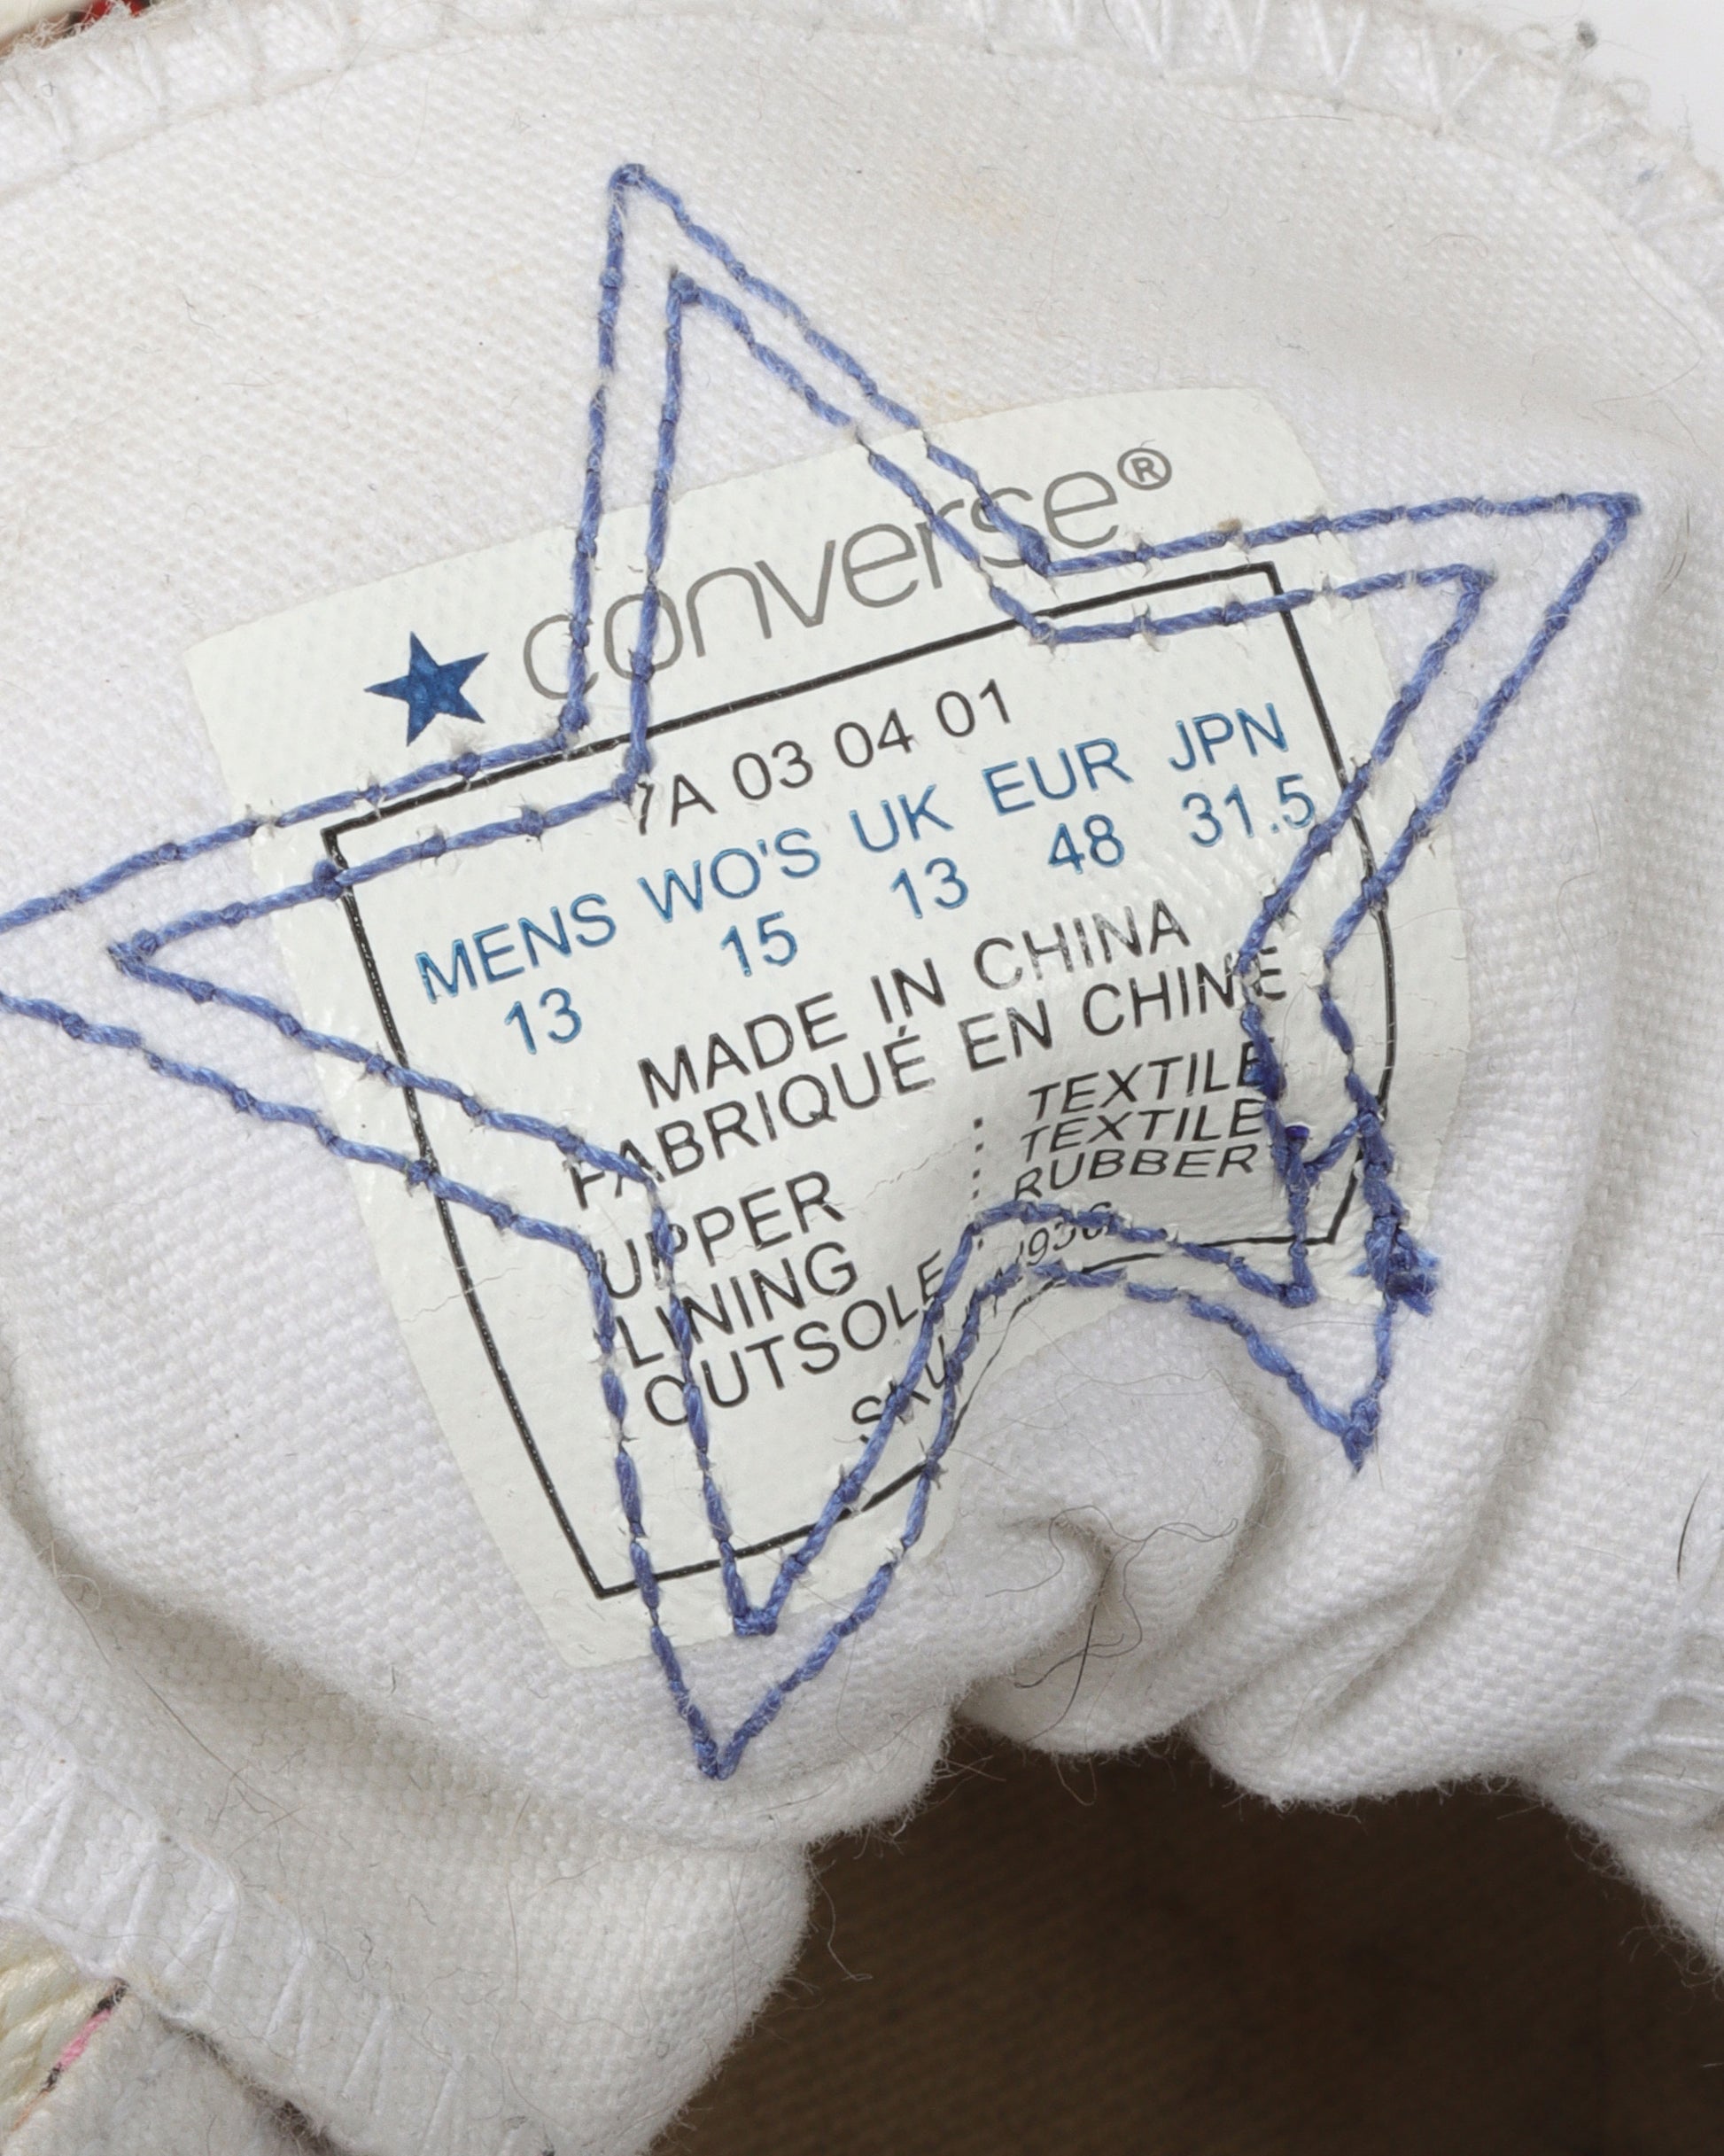 converse®
A 03 04 01
MENS WO'S UK EUR JPN
13 15 13 48 31.5
MADE IN CHINA
FABRIQUÉ EN CHINE
UPPER : TEXTILE
LINING : TEXTILE
OUTSOLE : RUBBER
SKU